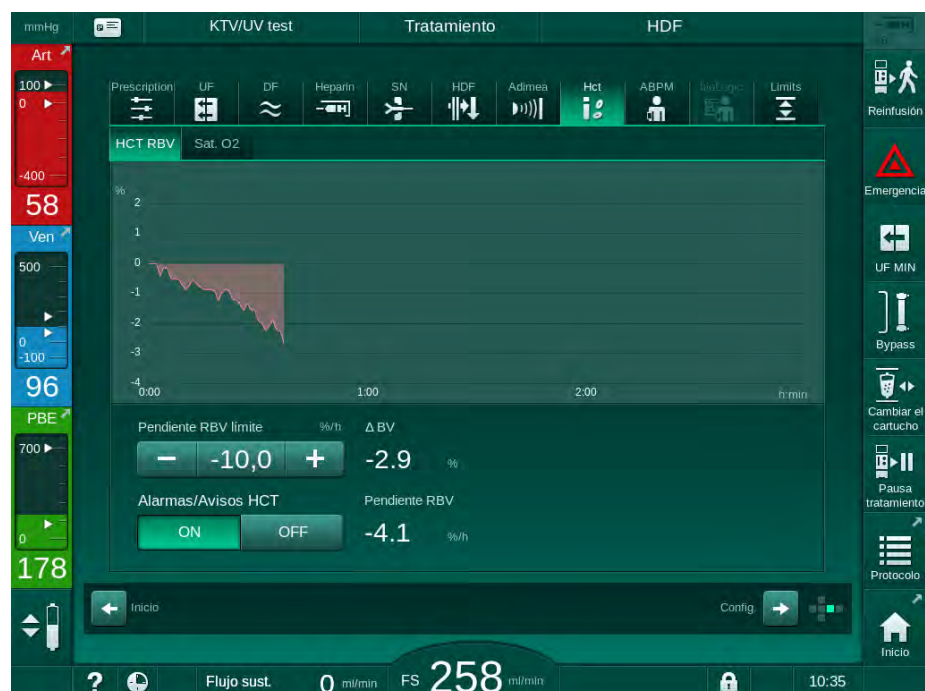 mmHg
KTV/UV test
Tratamiento
HDF
Art
100
0
-400
58
Ven
500
0
-100
96
PBE
700
0
178
Prescription
UF
DF
Heparin
SN
HDF
Adimea
Hct
ABPM
bioLogic
Limits
HCT RBV
Sat. O2
%
2
1
0
-1
-2
-3
-4
0:00
1:00
2:00
h:min
Pendiente RBV límite
%/h
Δ BV
-10,0
-2.9
%
Alarmas/Avisos HCT
Pendiente RBV
ON
OFF
-4.1
%/h
Inicio
Config.
Reinfusión
Emergencia
UF MIN
Bypass
Cambiar el
cartucho
Pausa
tratamiento
Protocolo
Inicio
?
Flujo sust.
0 ml/min
FS
258
ml/min
10:35